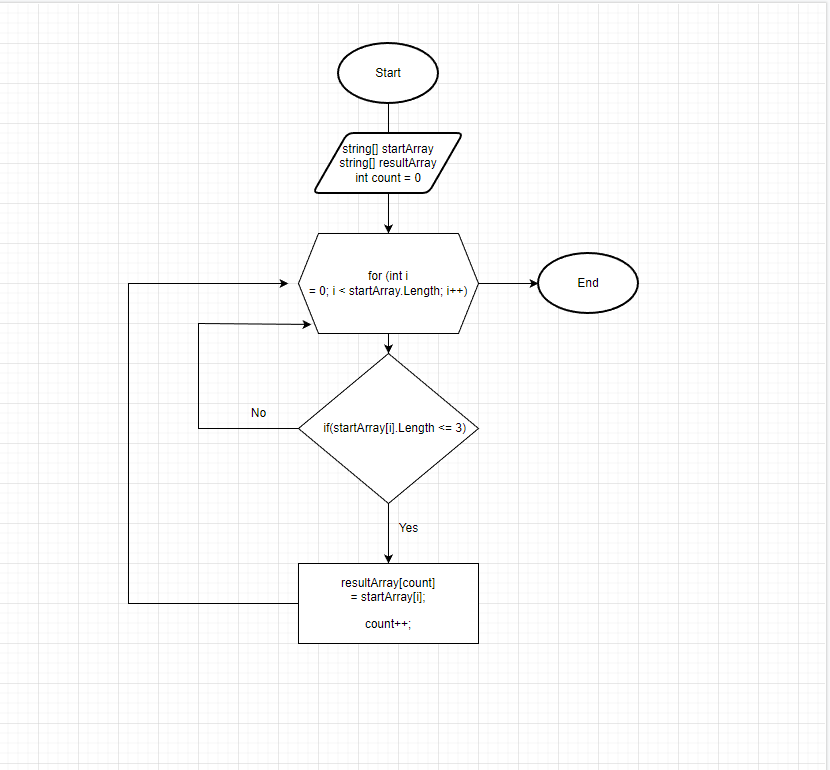 Start
string[] startArray
string[] resultArray
int count = 0
for (int i
= 0; i < startArray.Length; i++)
End
No
if(startArray[i].Length <= 3)
Yes
resultArray[count]
= startArray[i];
count++;